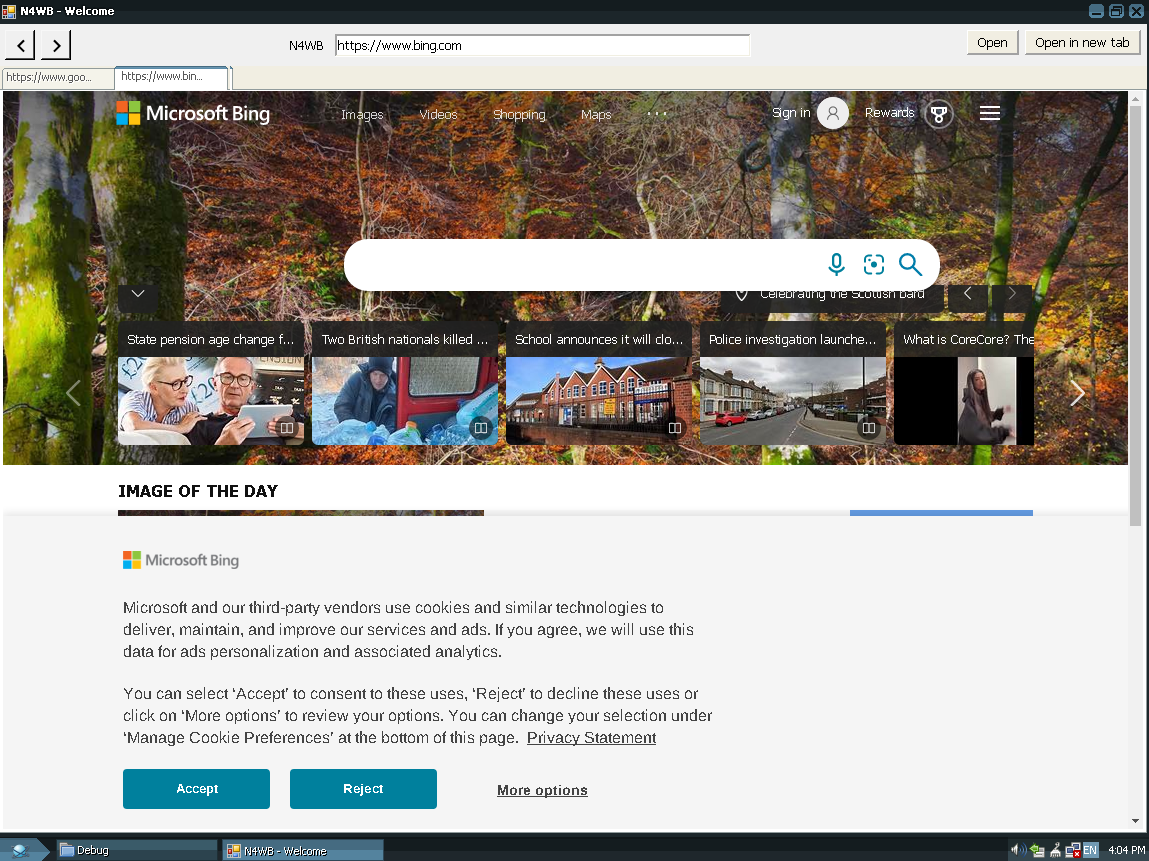 N4WB - Welcome
N4WB
https://www.bing.com
Open
Open in new tab
https://www.goo...
https://www.bin...
Microsoft Bing
Images
Videos
Shopping
Maps
...
Sign in
Rewards
Celebrating the Scottish bard
State pension age change f...
Two British nationals killed ...
School announces it will clo...
Police investigation launche...
What is CoreCore? The
IMAGE OF THE DAY
Microsoft Bing
Microsoft and our third-party vendors use cookies and similar technologies to
deliver, maintain, and improve our services and ads. If you agree, we will use this
data for ads personalization and associated analytics.
You can select ‘Accept’ to consent to these uses, ‘Reject’ to decline these uses or
click on ‘More options’ to review your options. You can change your selection under
‘Manage Cookie Preferences’ at the bottom of this page. Privacy Statement
Accept
Reject
More options
Debug
N4WB - Welcome
EN
4:04 PM